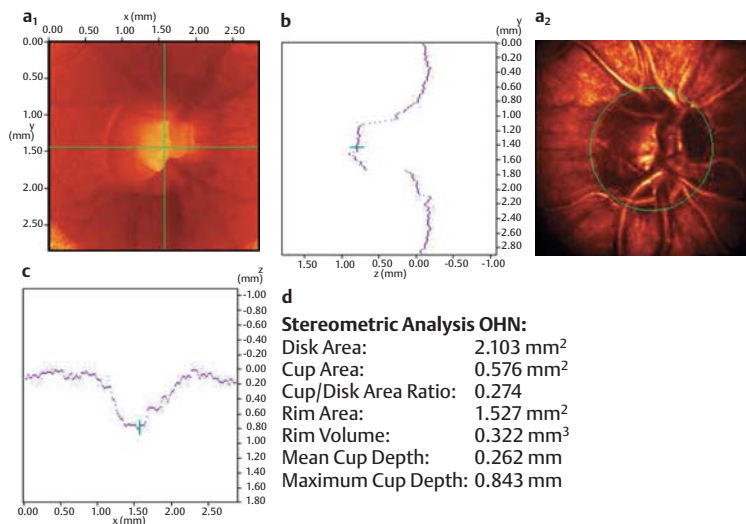 a1
x (mm)
0.00 0.50 1.00 1.50 2.00 2.50
0.00
0.50
1.00
y
(mm)
1.50
2.00
2.50
b
y
(mm)
0.00
0.20
0.40
0.60
0.80
1.00
1.20
1.40
1.60
1.80
2.00
2.20
2.40
2.60
2.80
1.50 1.00 0.50 0.00 -0.50 -1.00
z (mm)
a2
c
z
(mm)
-1.00
-0.80
-0.60
-0.40
-0.20
0.00
0.20
0.40
0.60
0.80
1.00
1.20
1.40
1.60
1.80
0.00 0.50 1.00 1.50 2.00 2.50
x (mm)
d
Stereometric Analysis OHN:
Disk Area: 2.103 mm²
Cup Area: 0.576 mm²
Cup/Disk Area Ratio: 0.274
Rim Area: 1.527 mm²
Rim Volume: 0.322 mm³
Mean Cup Depth: 0.262 mm
Maximum Cup Depth: 0.843 mm